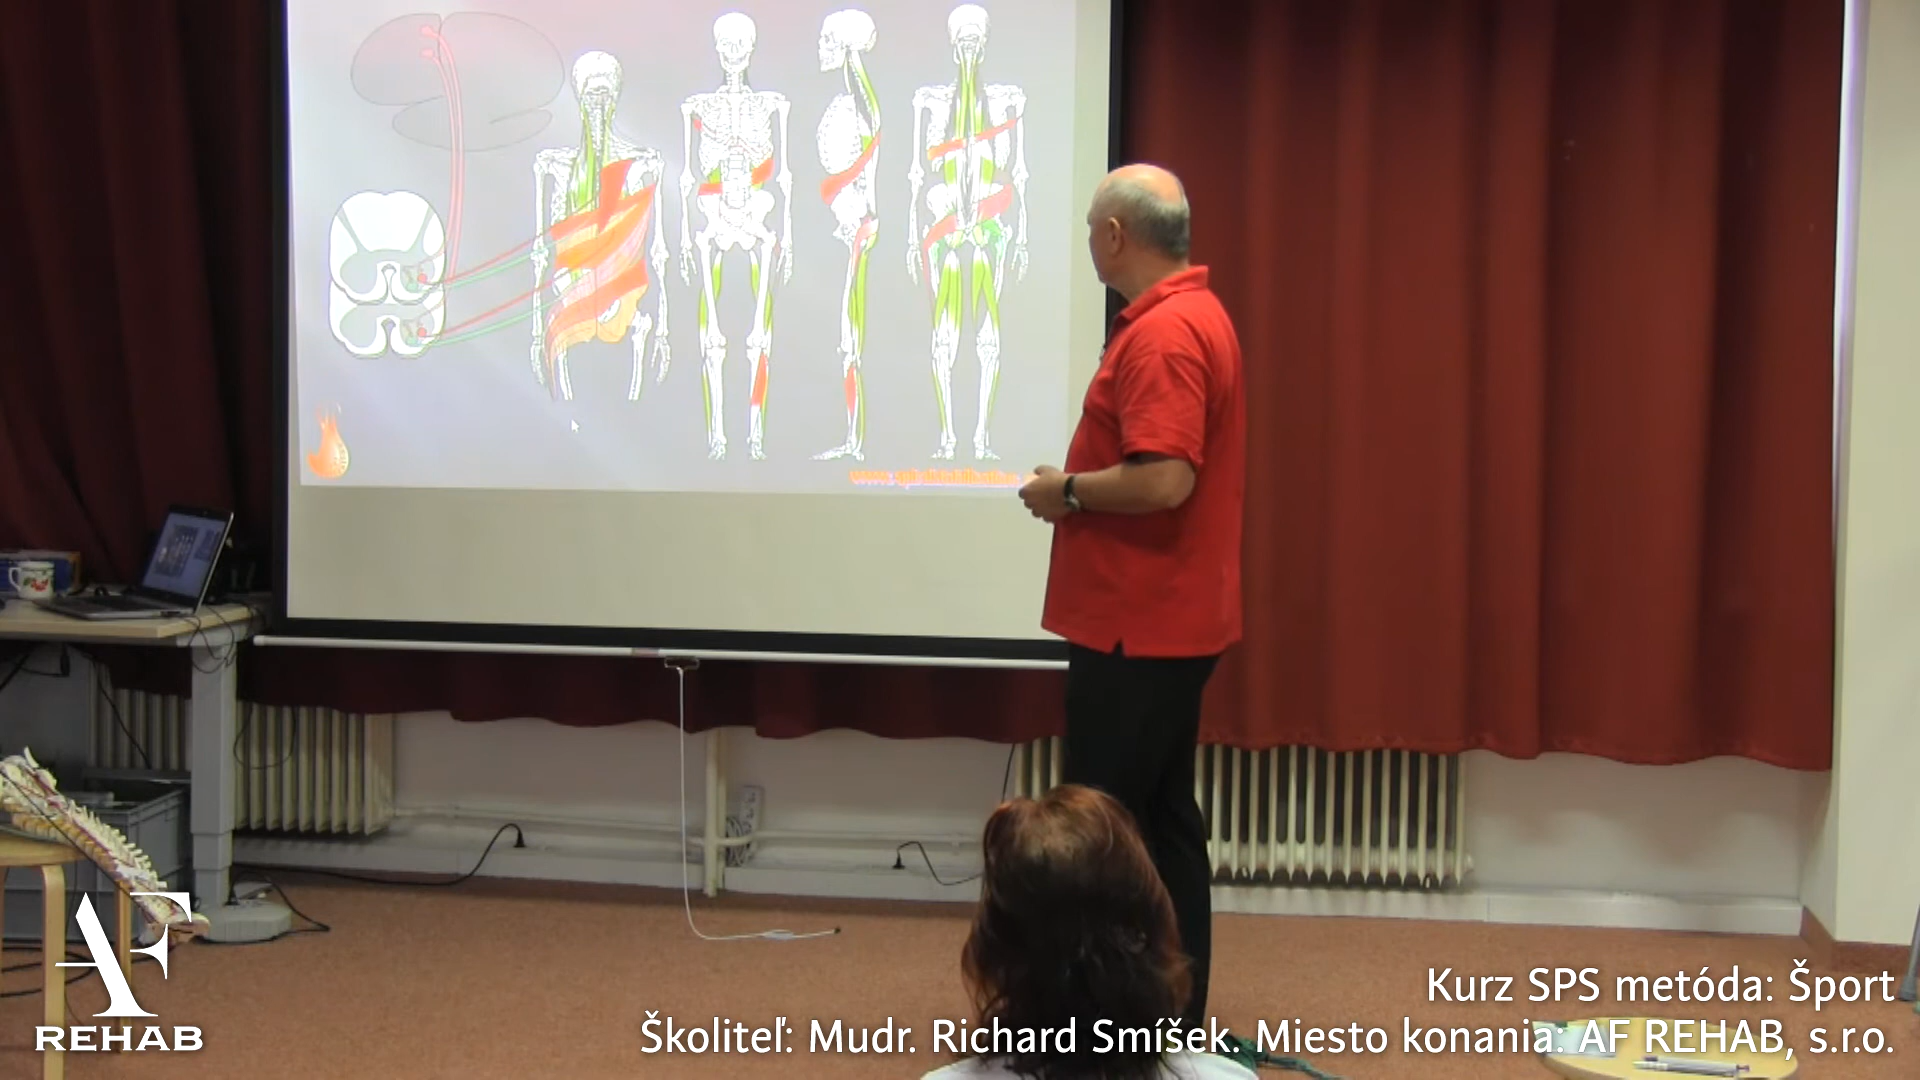 AF
REHAB
Kurz SPS metóda: Šport
Školiteľ: Mudr. Richard Smíšek. Miesto konania: AF REHAB, s.r.o.